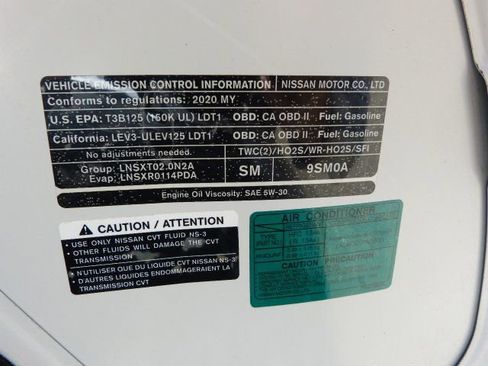 VEHICLE EMISSION CONTROL INFORMATION NISSAN MOTOR CO., LTD
Conforms to regulations: 2020 MY
U.S. EPA: T3B125 (150K UL) LDT1 OBD: CA OBD II Fuel: Gasoline
California: LEV3-ULEV125 LDT1 OBD: CA OBD II Fuel: Gasoline
No adjustments needed. TWC(2)/HO2S/WR-HO2S/SFI
Group: LNSXT02.0N2A
Evap: LNSXR0114PDA
SM 9SM0A
Engine Oil Viscosity: SAE 5W-30
CAUTION / ATTENTION
• USE ONLY NISSAN CVT FLUID NS-3
• OTHER FLUIDS WILL DAMAGE THE CVT
TRANSMISSION
• N'UTILISER QUE DU LIQUIDE CVT NISSAN NS-3
• D'AUTRES LIQUIDES ENDOMMAGERAIENT LA
TRANSMISSION CVT
AIR CONDITIONER
CAUTION PRECAUTION